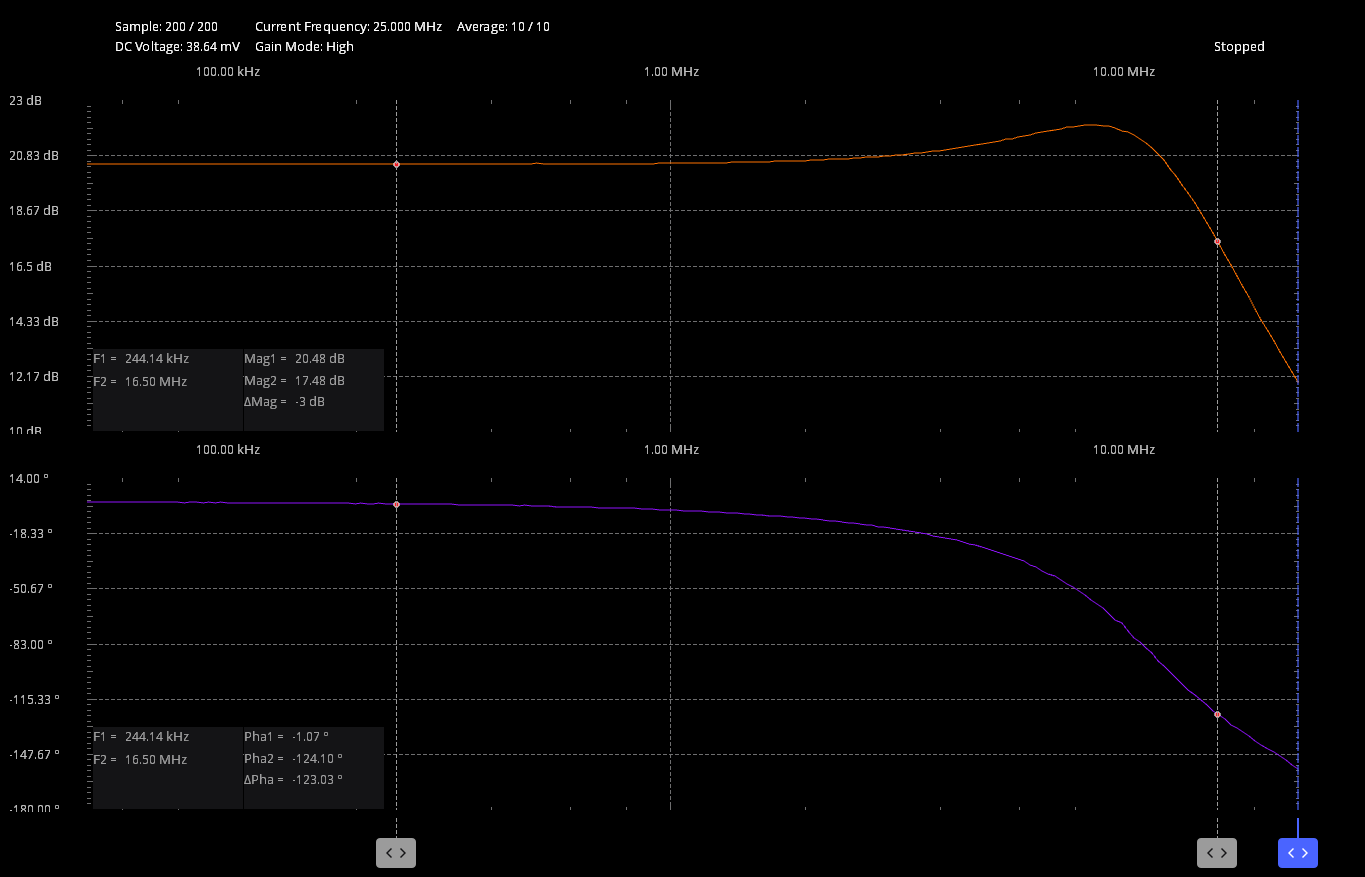 Sample: 200 / 200 Current Frequency: 25.000 MHz Average: 10 / 10
DC Voltage: 38.64 mV Gain Mode: High Stopped
100.00 kHz 1.00 MHz 10.00 MHz
23 dB
20.83 dB
18.67 dB
16.5 dB
14.33 dB
F1 = 244.14 kHz Mag1 = 20.48 dB
12.17 dB
F2 = 16.50 MHz Mag2 = 17.48 dB
ΔMag = -3 dB
10 dB
100.00 kHz 1.00 MHz 10.00 MHz
14.00 °
-18.33 °
-50.67 °
-83.00 °
-115.33 °
F1 = 244.14 kHz Pha1 = -1.07 °
-147.67 °
F2 = 16.50 MHz Pha2 = -124.10 °
ΔPha = -123.03 °
-180.00 °